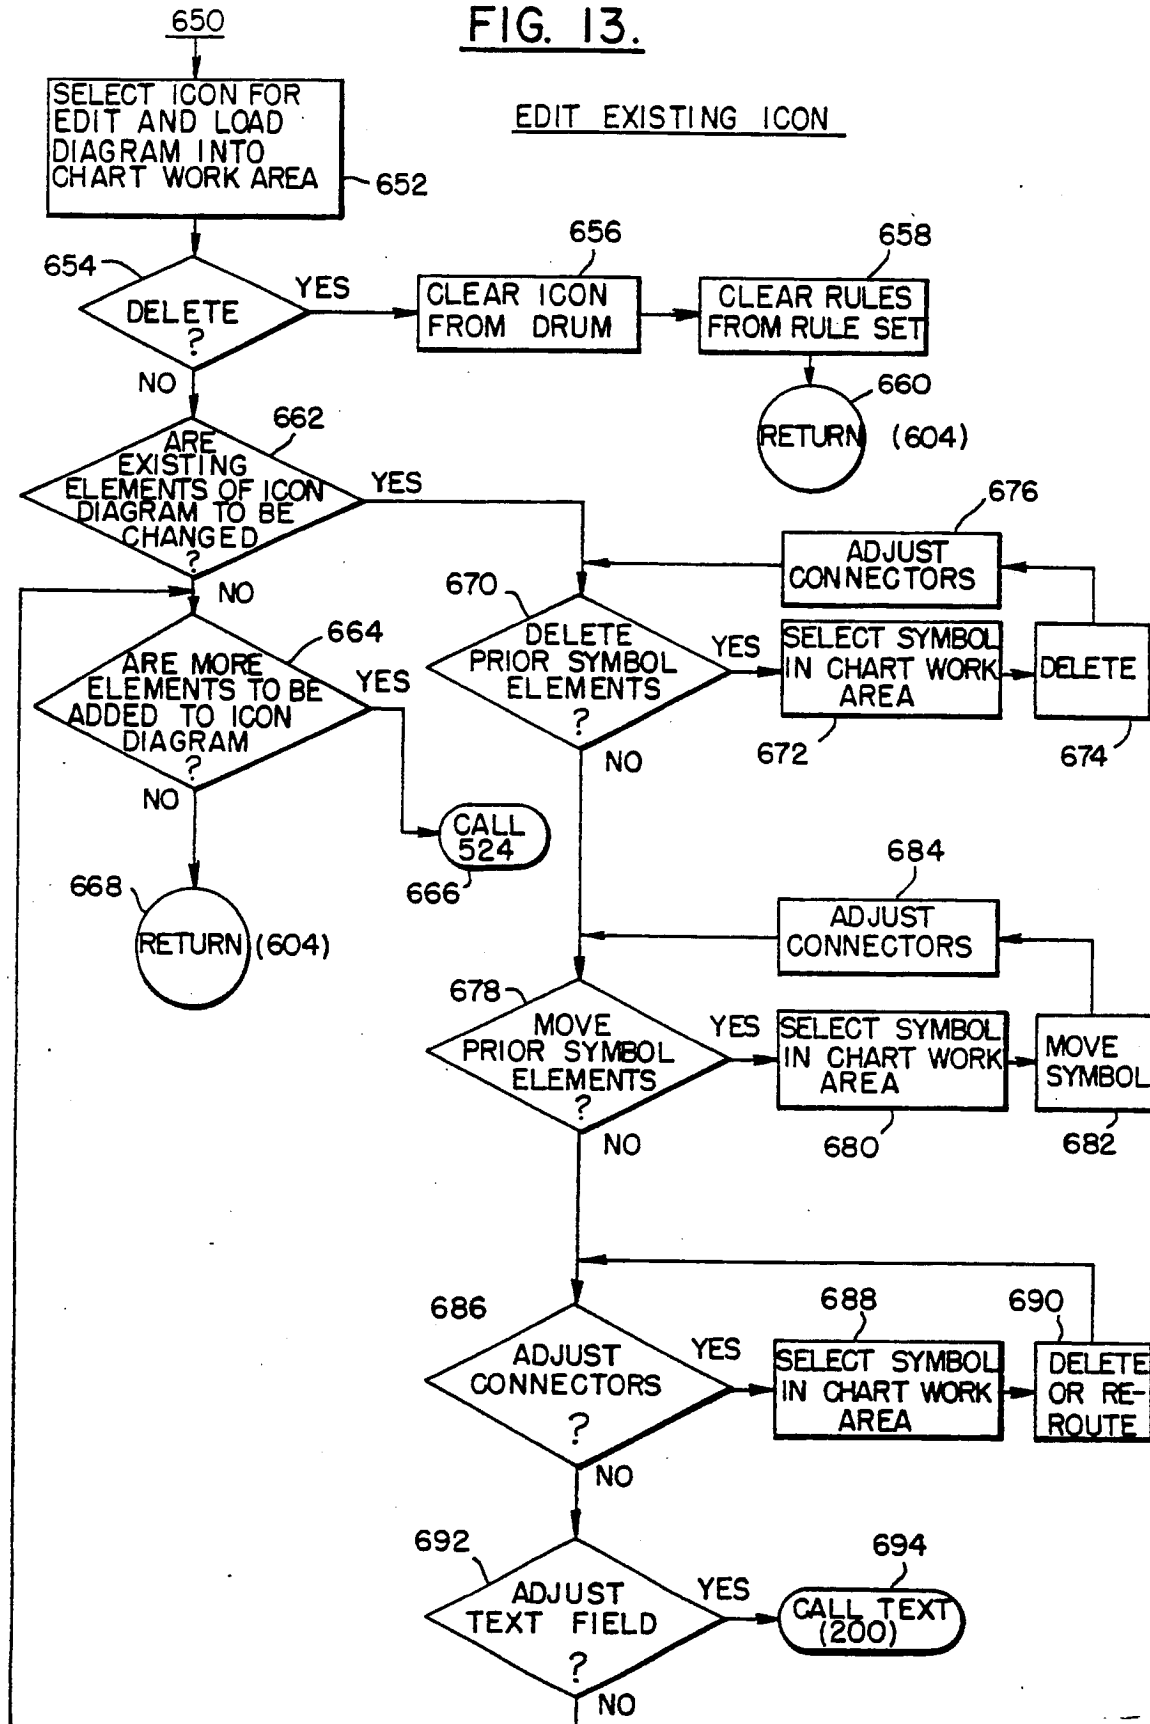 650
FIG. 13.
SELECT ICON FOR
EDIT AND LOAD
DIAGRAM INTO
CHART WORK AREA
652
EDIT EXISTING ICON
654
DELETE
?
YES
NO
656
CLEAR ICON
FROM DRUM
658
CLEAR RULES
FROM RULE SET
660
RETURN (604)
662
ARE
EXISTING
ELEMENTS OF ICON
DIAGRAM TO BE
CHANGED
?
YES
NO
664
ARE MORE
ELEMENTS TO BE
ADDED TO ICON
DIAGRAM
?
YES
NO
CALL
524
666
668
RETURN (604)
670
DELETE
PRIOR SYMBOL
ELEMENTS
?
YES
NO
676
ADJUST
CONNECTORS
SELECT SYMBOL
IN CHART WORK
AREA
672
DELETE
674
678
MOVE
PRIOR SYMBOL
ELEMENTS
?
YES
NO
684
ADJUST
CONNECTORS
SELECT SYMBOL
IN CHART WORK
AREA
680
MOVE
SYMBOL
682
686
ADJUST
CONNECTORS
?
YES
NO
688
SELECT SYMBOL
IN CHART WORK
AREA
690
DELETE
OR RE-
ROUTE
692
ADJUST
TEXT FIELD
?
YES
NO
694
CALL TEXT
(200)